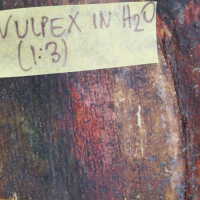 VULPEX IN H2O
(1:3)